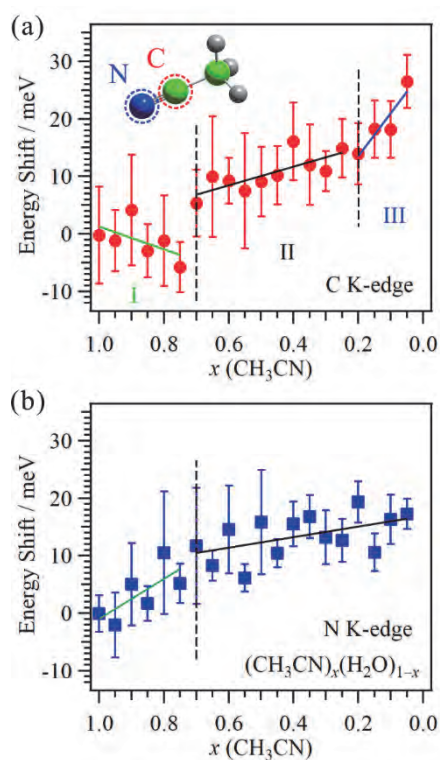 (a)
N
C
Energy Shift / meV
30
20
10
0
-10
I
II
III
C K-edge
1.0 0.8 0.6 0.4 0.2 0.0
x (CH₃CN)
(b)
Energy Shift / meV
30
20
10
0
-10
N K-edge
(CH₃CN)ₓ(H₂O)₁₋ₓ
1.0 0.8 0.6 0.4 0.2 0.0
x (CH₃CN)